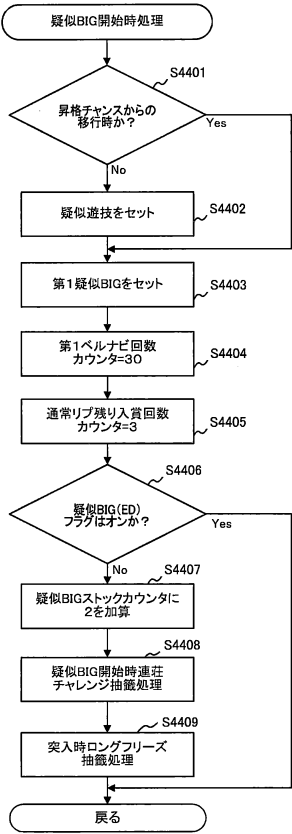 疑似BIG開始時処理
S4401
昇格チャンスからの
移行時か?
Yes
No
疑似遊技をセット
S4402
第1疑似BIGをセット
S4403
第1ベルナビ回数
カウンタ=30
S4404
通常リプ残り入賞回数
カウンタ=3
S4405
S4406
疑似BIG(ED)
フラグはオンか?
Yes
No
S4407
疑似BIGストックカウンタに
2を加算
S4408
疑似BIG開始時連荘
チャレンジ抽籤処理
S4409
突入時ロングフリーズ
抽籤処理
戻る